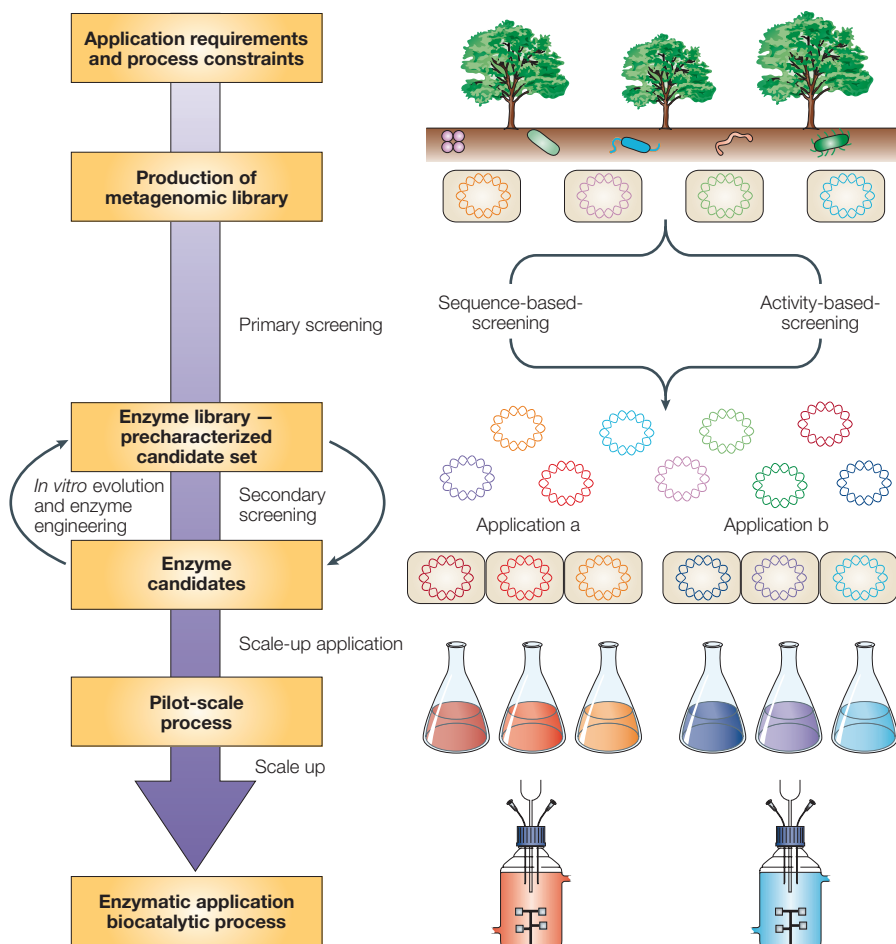 Application requirements
and process constraints
Production of
metagenomic library
Sequence-based-
screening
Activity-based-
screening
Primary screening
Enzyme library —
precharacterized
candidate set
In vitro evolution
and enzyme
engineering
Secondary
screening
Application a
Application b
Enzyme
candidates
Scale-up application
Pilot-scale
process
Scale up
Enzymatic application
biocatalytic process